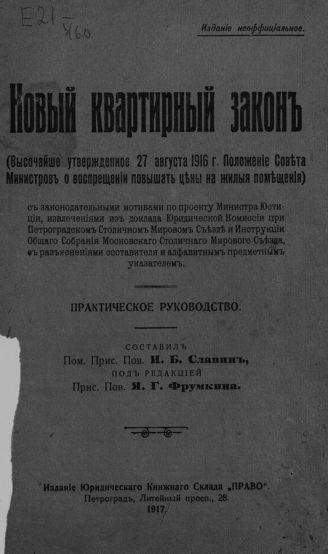 Е21-
Изданіе неоффиціальное.
Новый квартирный законъ
(Высочайше утвержденное 27 августа 1916 г. Положеніе Совѣта
Министровъ о воспрещеніи повышать цѣны на жилыя помѣщенія)
съ законодательными мотивами по проекту Министра Юсти-
ціи, извлеченіями изъ доклада Юридической Комиссіи при
Петроградскомъ Столичномъ Мировомъ Съѣздѣ и Инструкціи
Общаго Собранія Московскаго Столичнаго Мирового Съѣзда,
съ разъясненіями составителя и алфавитнымъ предметнымъ
указателемъ.
ПРАКТИЧЕСКОЕ РУКОВОДСТВО.
СОСТАВИЛЪ
Пом. Прис. Пов. И. Б. Славинъ,
ПОДЪ РЕДАКЦІЕЙ
Прис. Пов. Я. Г. Фрумкина.
Изданіе Юридическаго Книжнаго Склада „ПРАВО".
Петроградъ, Литейный просп., 28.
1917.